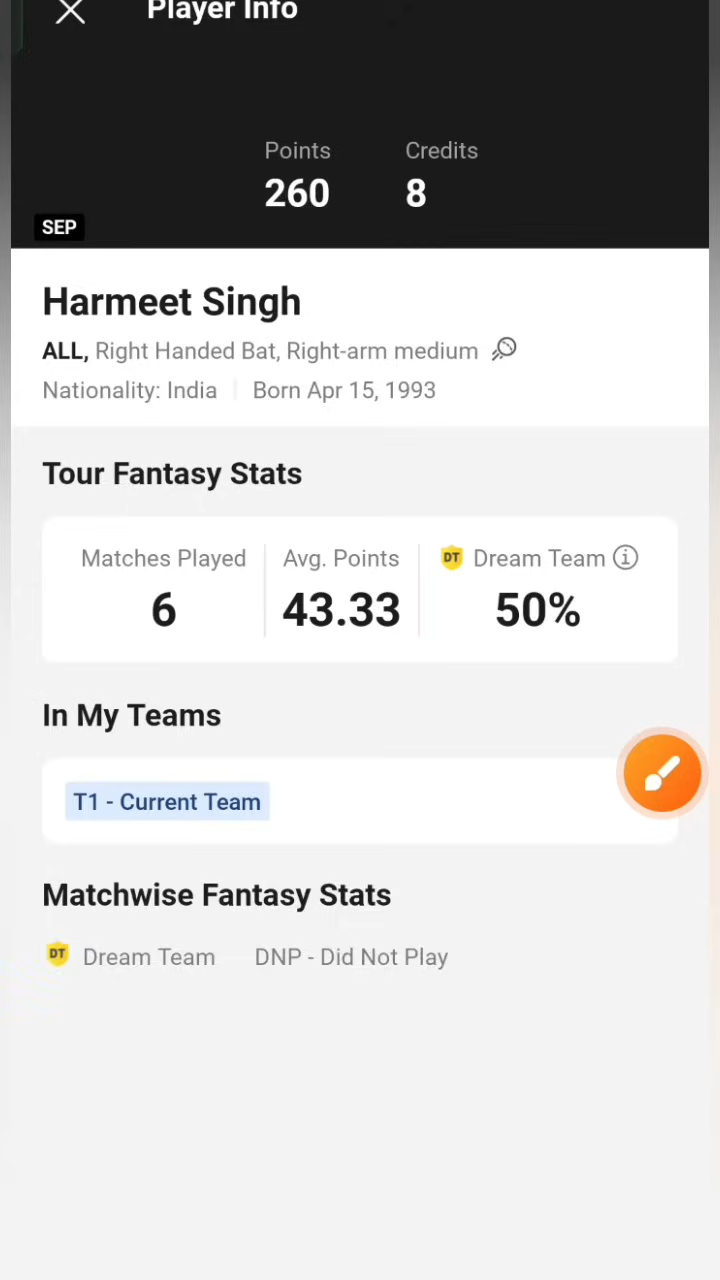 Player Info
Points Credits
260 8
SEP
Harmeet Singh
ALL, Right Handed Bat, Right-arm medium
Nationality: India Born Apr 15, 1993
Tour Fantasy Stats
Matches Played Avg. Points DT Dream Team
6 43.33 50%
In My Teams
T1 - Current Team
Matchwise Fantasy Stats
DT Dream Team DNP - Did Not Play